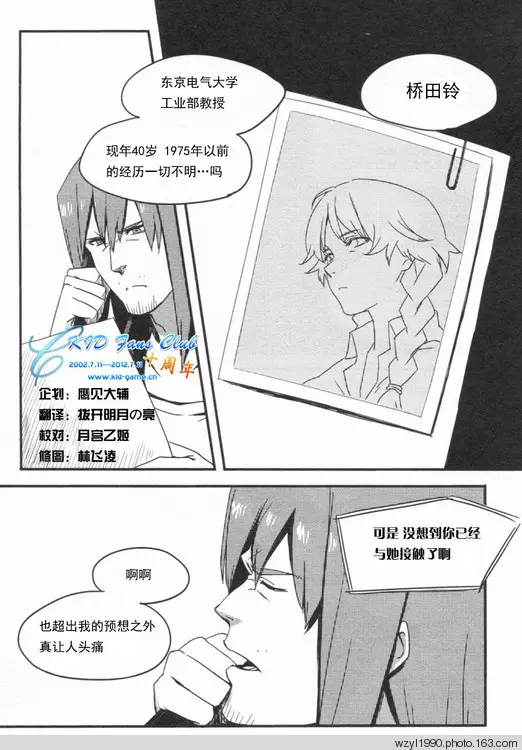 桥田铃
东京电气大学
工业部教授
现年40岁 1975年以前
的经历一切不明…吗
KID Fans Club
2002.7.11—2012.7.11
十周年
www.kid-game.cn
企划：鹰见大辅
翻译：拔开明月の亮
校对：月宫乙姬
修图：林飞凌
可是 没想到你已经
与她接触了啊
啊啊
也超出我的预想之外
真让人头痛
wzyl1990.photo.163.com